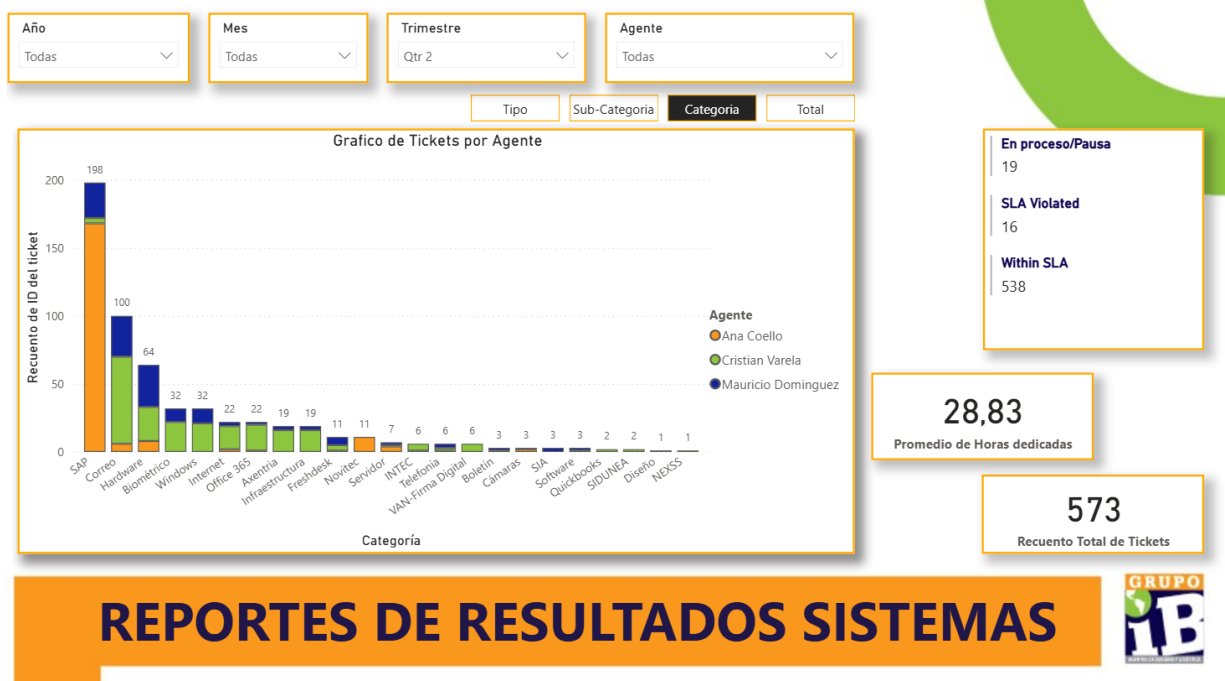 Año
Todas
Mes
Todas
Trimestre
Qtr 2
Agente
Todas
Tipo
Sub-Categoria
Categoria
Total
Grafico de Tickets por Agente
Recuento de ID del ticket
200
150
100
50
0
198
100
64
32
32
22
22
19
19
11
11
7
6
6
6
3
3
3
3
2
2
1
1
SAP
Correo
Hardware
Biométrico
Windows
Internet
Office 365
Axentria
Infraestructura
Freshdesk
Novitec
Servidor
INTEC
Telefonía
VAN-Firma Digital
Boletin
Cámaras
SIA
Software
Quickbooks
SIDUNEA
Diseño
NEXSS
Categoría
Agente
Ana Coello
Cristian Varela
Mauricio Dominguez
En proceso/Pausa
19
SLA Violated
16
Within SLA
538
28,83
Promedio de Horas dedicadas
573
Recuento Total de Tickets
REPORTES DE RESULTADOS SISTEMAS
GRUPO
iB